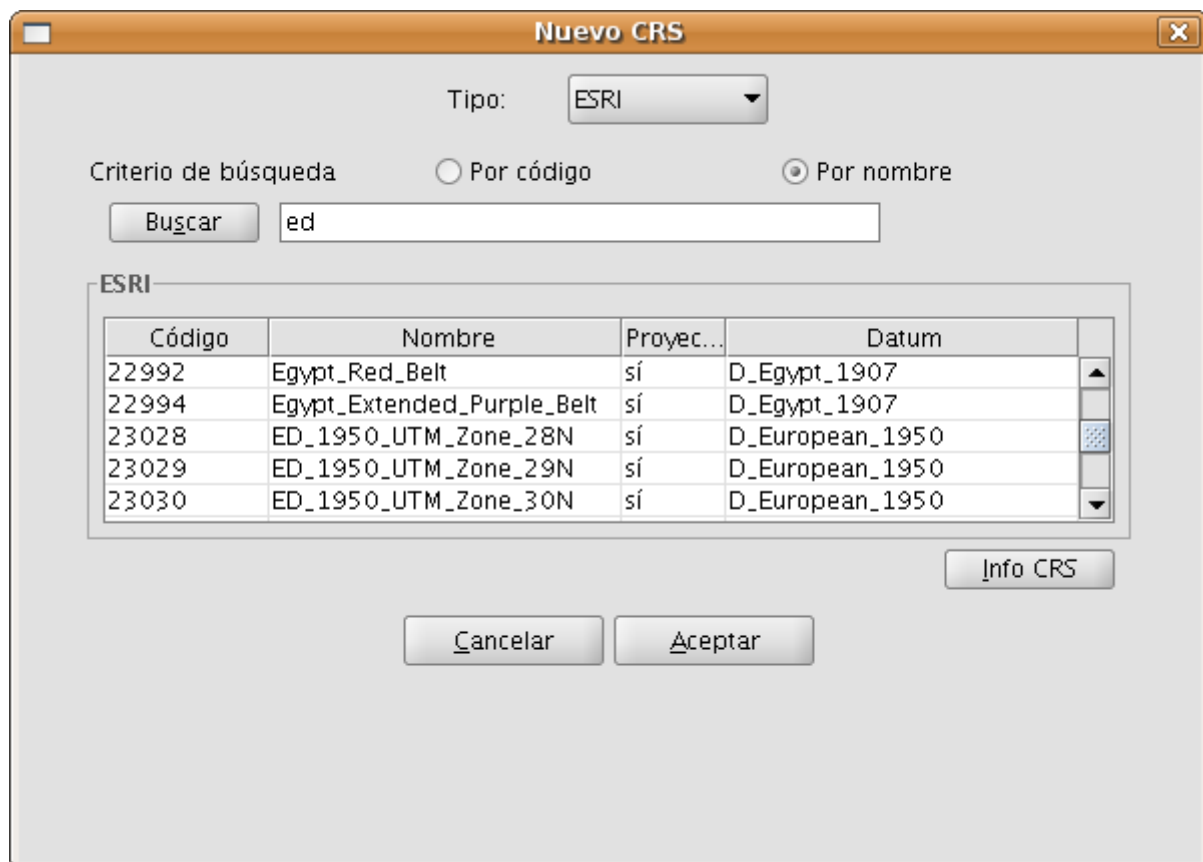 Nuevo CRS
Tipo: ESRI
Criterio de búsqueda Por código Por nombre
Buscar ed
ESRI
Código Nombre Proyec... Datum
22992 Egypt_Red_Belt sí D_Egypt_1907
22994 Egypt_Extended_Purple_Belt sí D_Egypt_1907
23028 ED_1950_UTM_Zone_28N sí D_European_1950
23029 ED_1950_UTM_Zone_29N sí D_European_1950
23030 ED_1950_UTM_Zone_30N sí D_European_1950
Info CRS
Cancelar Aceptar